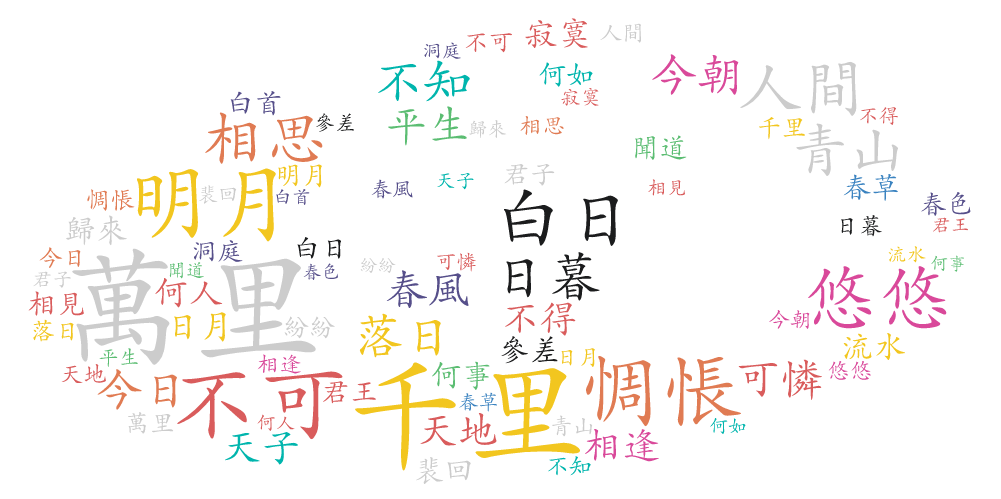 寂寞
人間
不可
洞庭
今朝
不知
何如
人間
寂寞
白首
參差
平生
相思
不得
千里
相思
歸來
青山
聞道
明月
明月
裴回
白首
春風
天子
君子
相見
春草
惆悵
春色
白日
日暮
君王
歸來
洞庭
白日
流水
今日
聞道
春色
紛紛
可憐
何事
君子
萬里
日暮
春風
悠悠
相見
何人
不得
今朝
落日
日月
紛紛
落日
流水
平生
參差
日月
相逢
天地
今日
不可
君王
千里
何事
惆悵
可憐
悠悠
春草
萬里
何人
天地
青山
何如
天子
相逢
裴回
不知